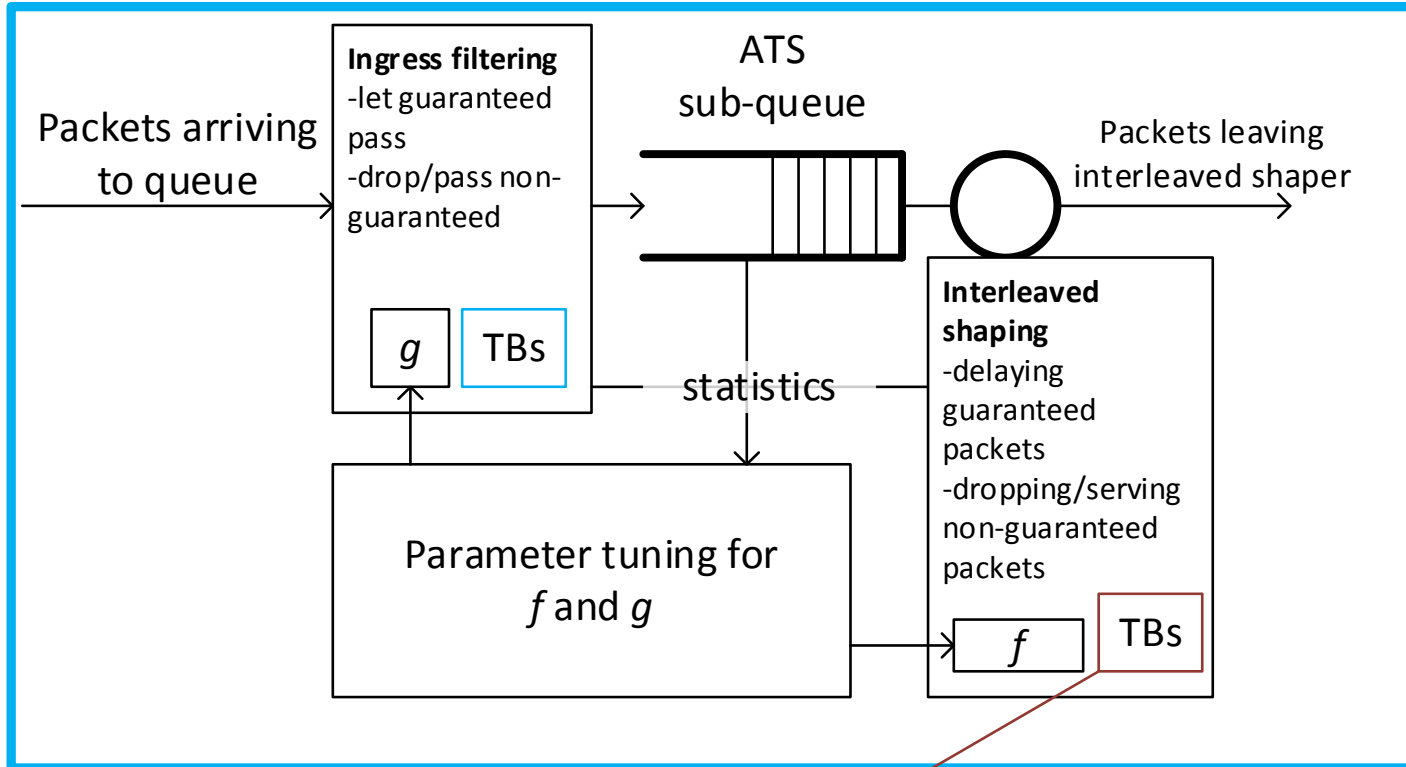 Packets arriving
to queue
Ingress filtering
-let guaranteed
pass
-drop/pass non-
guaranteed
g
TBs
ATS
sub-queue
Packets leaving
interleaved shaper
statistics
Interleaved
shaping
-delaying
guaranteed
packets
-dropping/serving
non-guaranteed
packets
f
TBs
Parameter tuning for
f and g